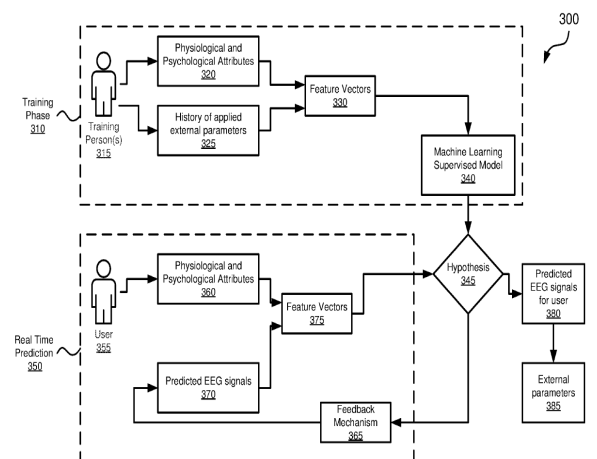 300
Physiological and
Psychological Attributes
320
Feature Vectors
330
Training
Phase
310
History of applied
external parameters
325
Training
Person(s)
315
Machine Learning
Supervised Model
340
Physiological and
Psychological Attributes
360
Hypothesis
345
Predicted
EEG signals
for user
380
Feature Vectors
375
User
355
Real Time
Prediction
350
Predicted EEG signals
370
External
parameters
385
Feedback
Mechanism
365